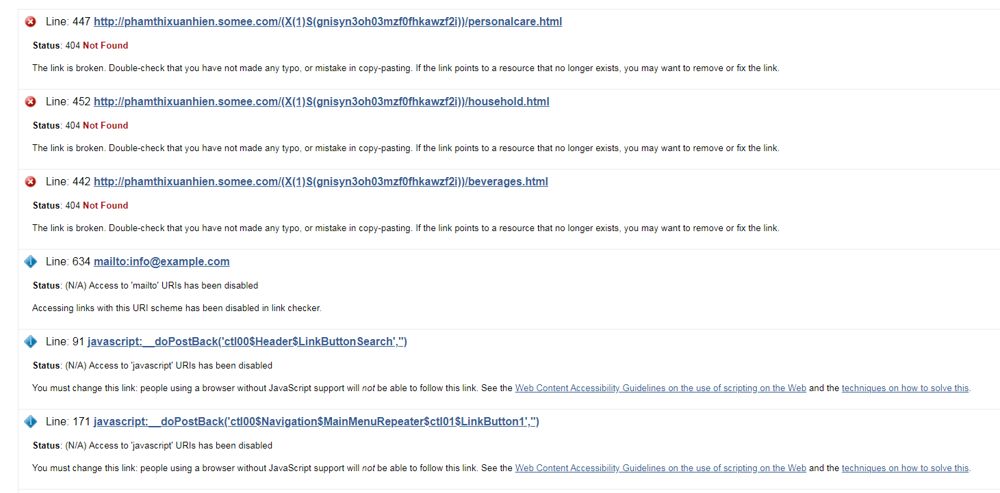 Line: 447 http://phamthixuanhien.somee.com/(X(1)S(gnisyn3oh03mzf0fhkawzf2i))/personalcare.html
Status: 404 Not Found
The link is broken. Double-check that you have not made any typo, or mistake in copy-pasting. If the link points to a resource that no longer exists, you may want to remove or fix the link.
Line: 452 http://phamthixuanhien.somee.com/(X(1)S(gnisyn3oh03mzf0fhkawzf2i))/household.html
Status: 404 Not Found
The link is broken. Double-check that you have not made any typo, or mistake in copy-pasting. If the link points to a resource that no longer exists, you may want to remove or fix the link.
Line: 442 http://phamthixuanhien.somee.com/(X(1)S(gnisyn3oh03mzf0fhkawzf2i))/beverages.html
Status: 404 Not Found
The link is broken. Double-check that you have not made any typo, or mistake in copy-pasting. If the link points to a resource that no longer exists, you may want to remove or fix the link.
Line: 634 mailto:info@example.com
Status: (N/A) Access to 'mailto' URIs has been disabled
Accessing links with this URI scheme has been disabled in link checker.
Line: 91 javascript:__doPostBack('ctl00$Header$LinkButtonSearch','')
Status: (N/A) Access to 'javascript' URIs has been disabled
You must change this link: people using a browser without JavaScript support will not be able to follow this link. See the Web Content Accessibility Guidelines on the use of scripting on the Web and the techniques on how to solve this.
Line: 171 javascript:__doPostBack('ctl00$Navigation$MainMenuRepeater$ctl01$LinkButton1','')
Status: (N/A) Access to 'javascript' URIs has been disabled
You must change this link: people using a browser without JavaScript support will not be able to follow this link. See the Web Content Accessibility Guidelines on the use of scripting on the Web and the techniques on how to solve this.